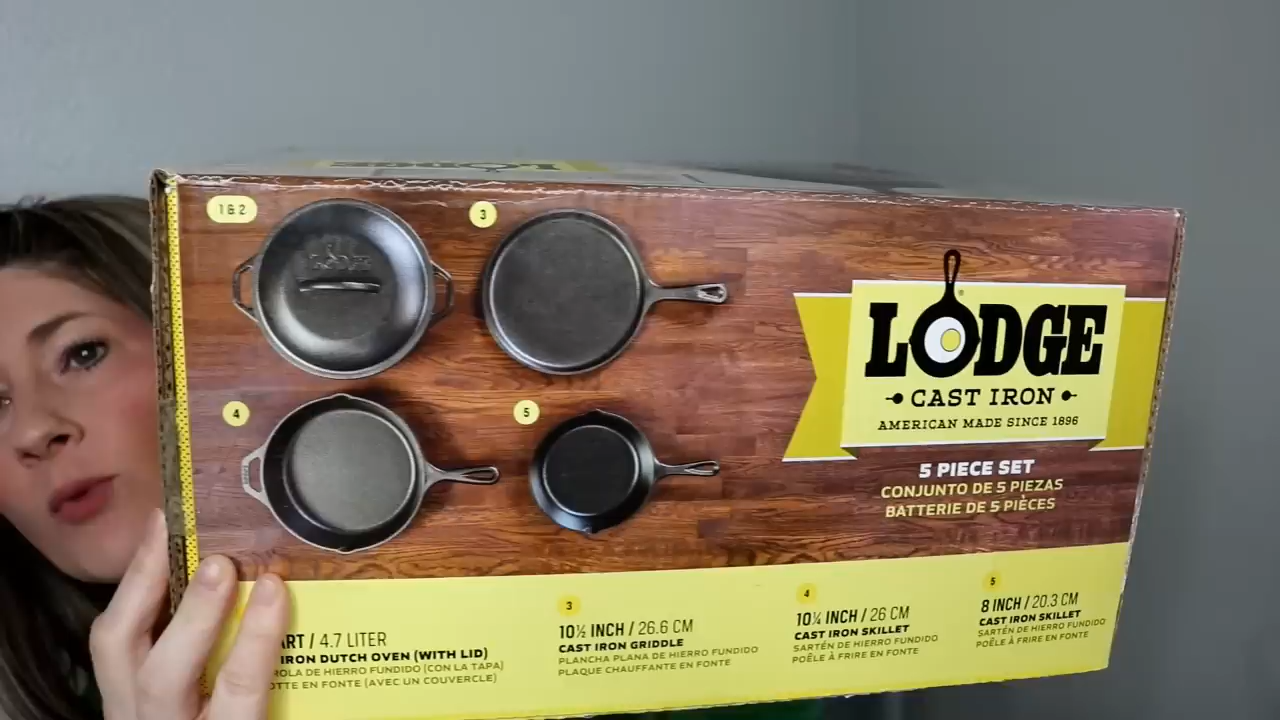 1 & 2
3
LODGE
4
5
LODGE
CAST IRON
AMERICAN MADE SINCE 1896
5 PIECE SET
CONJUNTO DE 5 PIEZAS
BATTERIE DE 5 PIÈCES
/ 4.7 LITER
IRON DUTCH OVEN (WITH LID)
DE HIERRO FUNDIDO (CON LA TAPA)
EN FONTE (AVEC UN COUVERCLE)
3
10½ INCH / 26.6 CM
CAST IRON GRIDDLE
PLANCHA PLANA DE HIERRO FUNDIDO
PLAQUE CHAUFFANTE EN FONTE
4
10¼ INCH / 26 CM
CAST IRON SKILLET
SARTÉN DE HIERRO FUNDIDO
POÊLE À FRIRE EN FONTE
5
8 INCH / 20.3 CM
CAST IRON SKILLET
SARTÉN DE HIERRO FUNDIDO
POÊLE À FRIRE EN FONTE